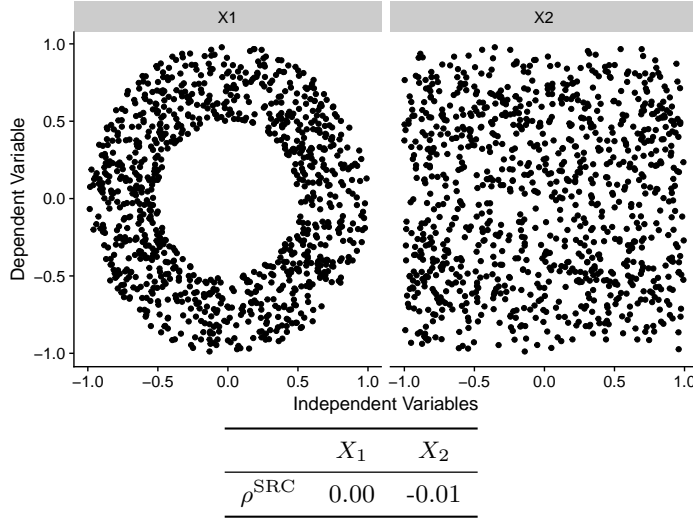 X1 X2
1.0
0.5
0.0
−0.5
−1.0
Dependent Variable
−1.0 −0.5 0.0 0.5 1.0 −1.0 −0.5 0.0 0.5 1.0
Independent Variables
X₁ X₂
ρ^SRC 0.00 -0.01